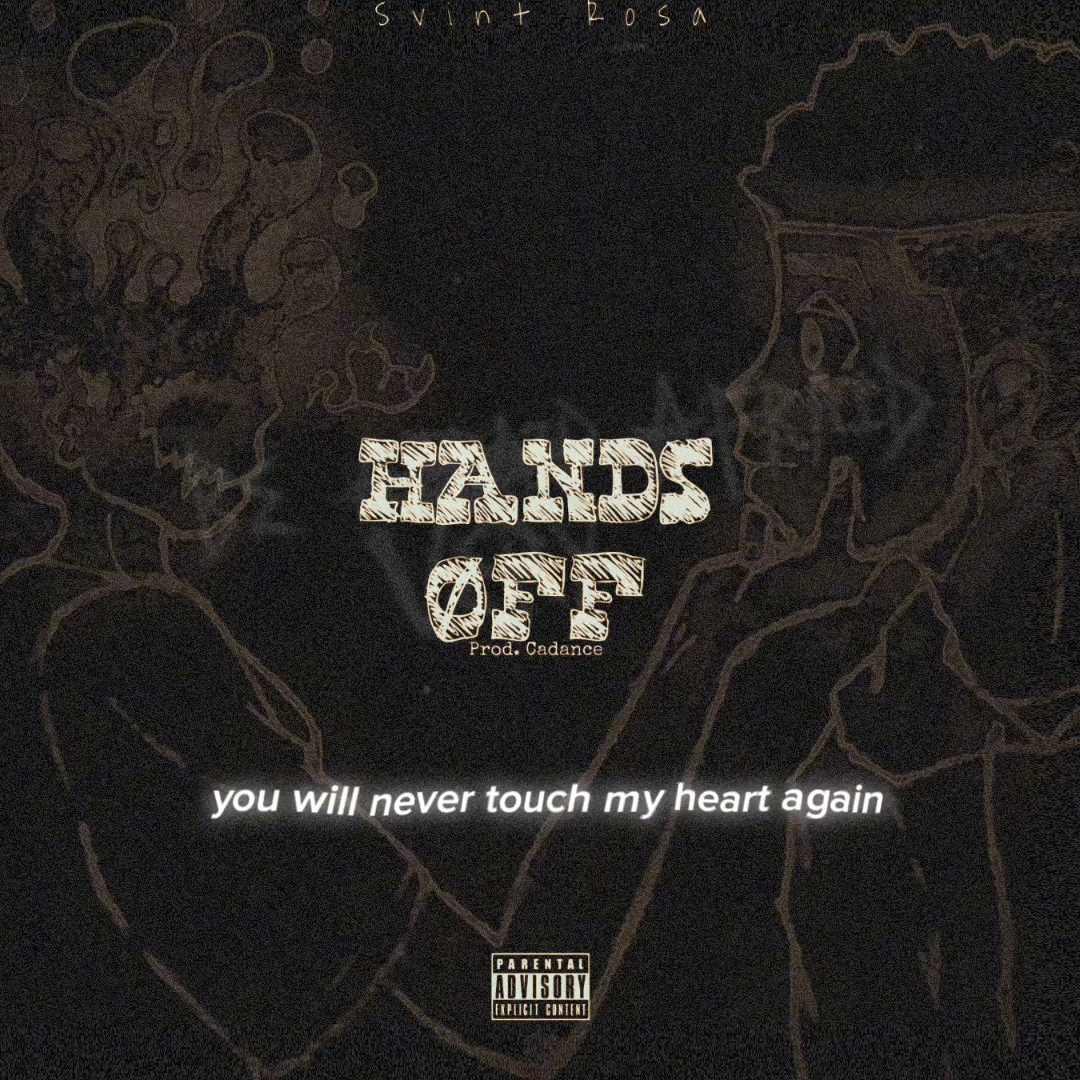 Svint Rosa
HANDS
ØFF
Prod. Cadance
you will never touch my heart again
PARENTAL
ADVISORY
EXPLICIT CONTENT